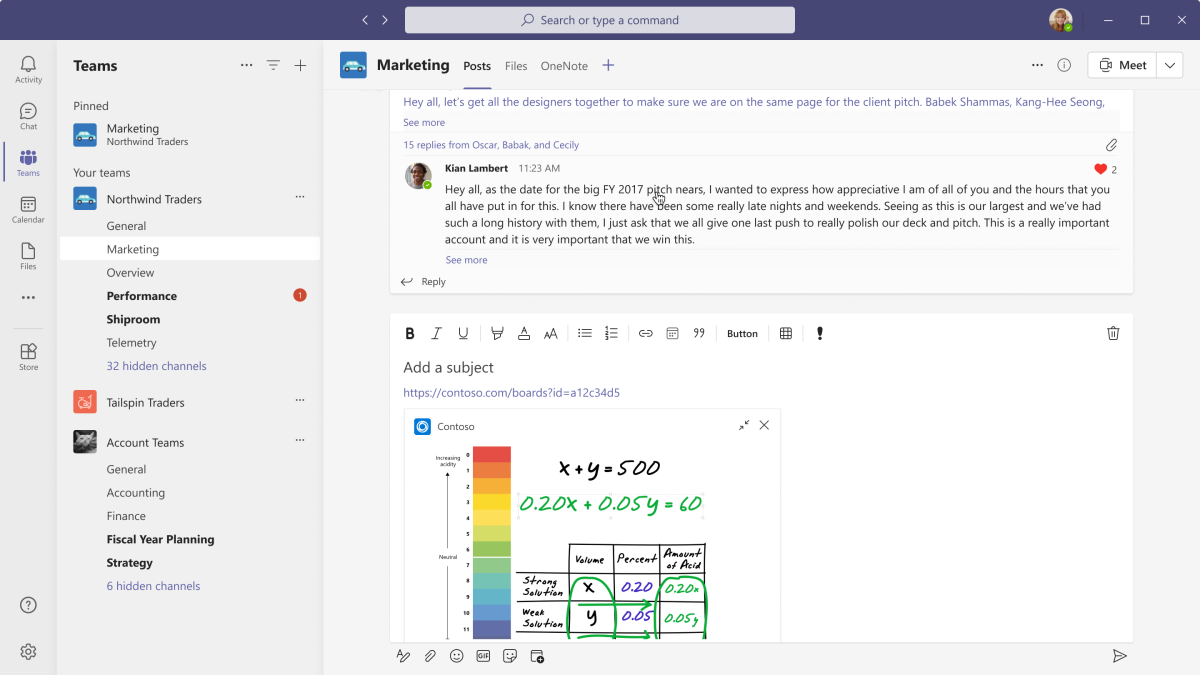 Search or type a command
Activity
Chat
Teams
Calendar
Files
Store
Teams
Pinned
Marketing
Northwind Traders
Your teams
Northwind Traders
General
Marketing
Overview
Performance
1
Shiproom
Telemetry
32 hidden channels
Tailspin Traders
Account Teams
General
Accounting
Finance
Fiscal Year Planning
Strategy
6 hidden channels
Marketing Posts Files OneNote
Meet
Hey all, let's get all the designers together to make sure we are on the same page for the client pitch. Babek Shammas, Kang-Hee Seong,
See more
15 replies from Oscar, Babak, and Cecily
Kian Lambert 11:23 AM
2
Hey all, as the date for the big FY 2017 pitch nears, I wanted to express how appreciative I am of all of you and the hours that you
all have put in for this. I know there have been some really late nights and weekends. Seeing as this is our largest and we've had
such a long history with them, I just ask that we all give one last push to really polish our deck and pitch. This is a really important
account and it is very important that we win this.
See more
Reply
B I U AA Button
Add a subject
https://contoso.com/boards?id=a12c34d5
Contoso
Increasing
acidity
Neutral
0
1
2
3
4
5
6
7
8
9
10
11
x + y = 500
0.20x + 0.05y = 60
Volume Percent Amount of Acid
Strong Solution x 0.20 0.20x
Weak Solution y 0.05 0.05y
GIF